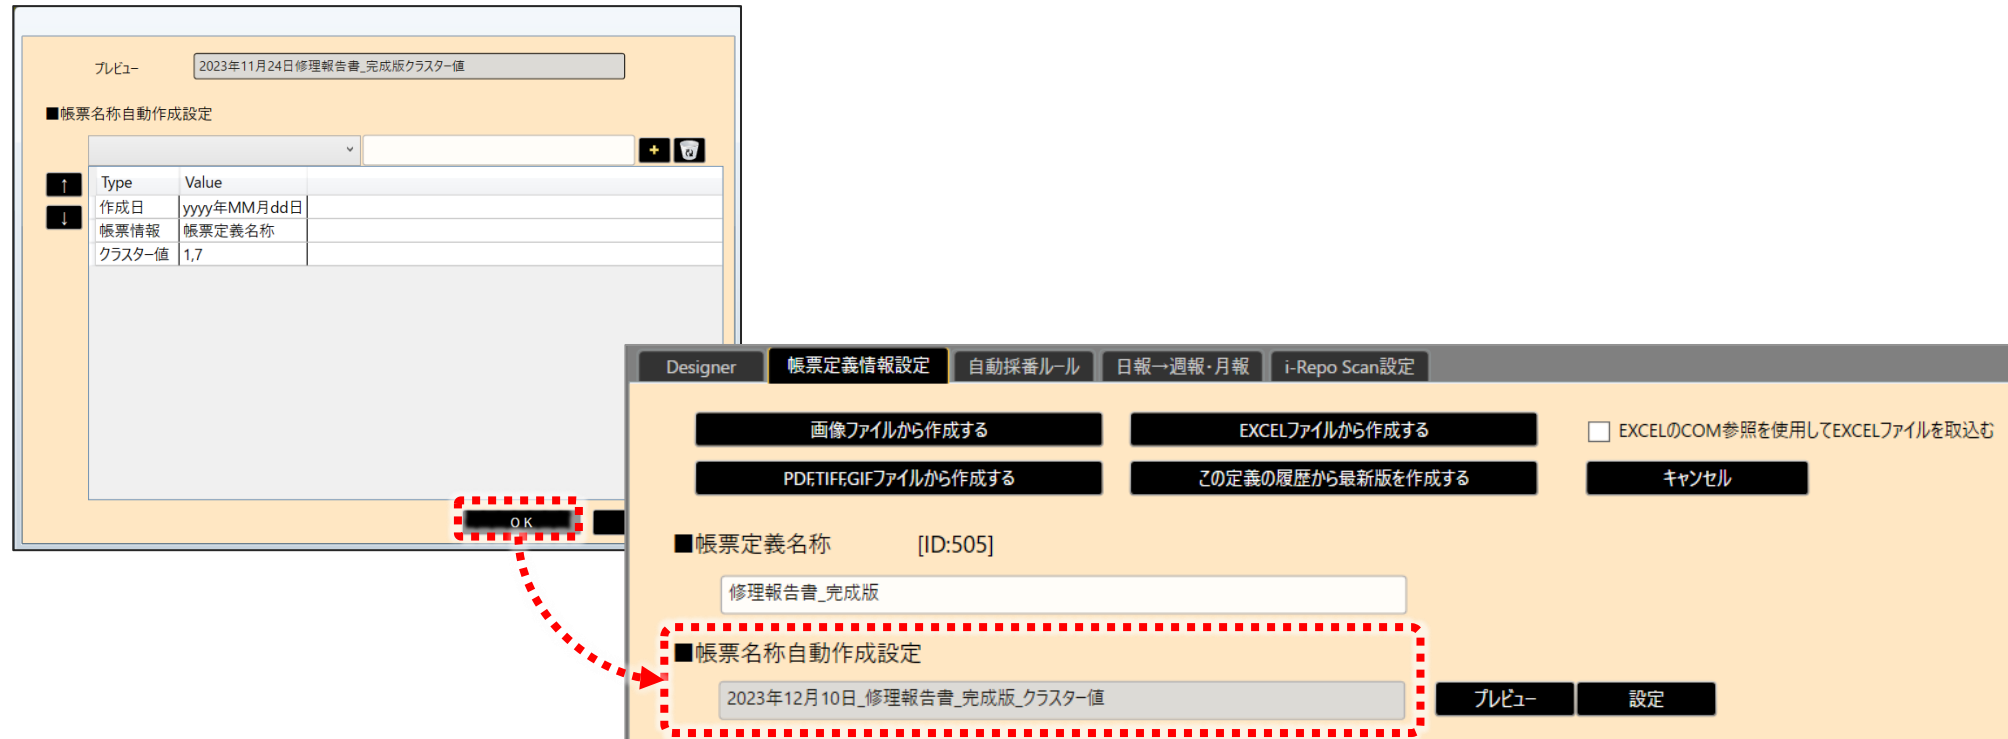 プレビュー 2023年11月24日修理報告書_完成版クラスター値
■帳票名称自動作成設定
+
↑ Type Value
作成日 yyyy年MM月dd日
↓
帳票情報 帳票定義名称
クラスター値 1,7
O K
Designer 帳票定義情報設定 自動採番ルール 日報→週報・月報 i-Repo Scan設定
画像ファイルから作成する EXCELファイルから作成する EXCELのCOM参照を使用してEXCELファイルを取込む
PDF,TIFF,GIFファイルから作成する この定義の履歴から最新版を作成する キャンセル
■帳票定義名称 [ID:505]
修理報告書_完成版
■帳票名称自動作成設定
2023年12月10日_修理報告書_完成版_クラスター値 プレビュー 設定